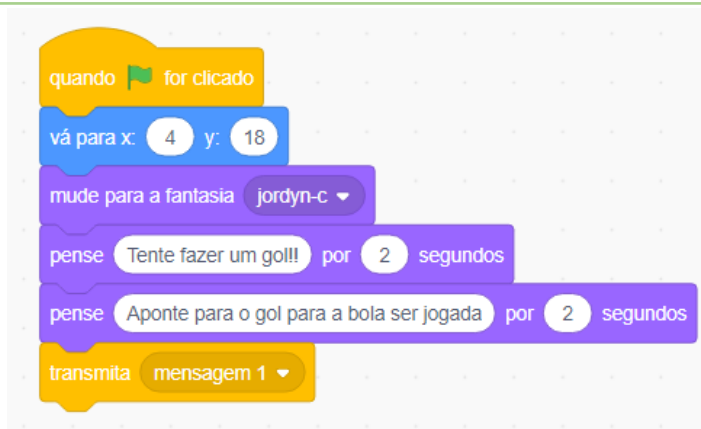 quando for clicado
vá para x: 4 y: 18
mude para a fantasia jordyn-c
pense Tente fazer um gol!! por 2 segundos
pense Aponte para o gol para a bola ser jogada por 2 segundos
transmita mensagem 1